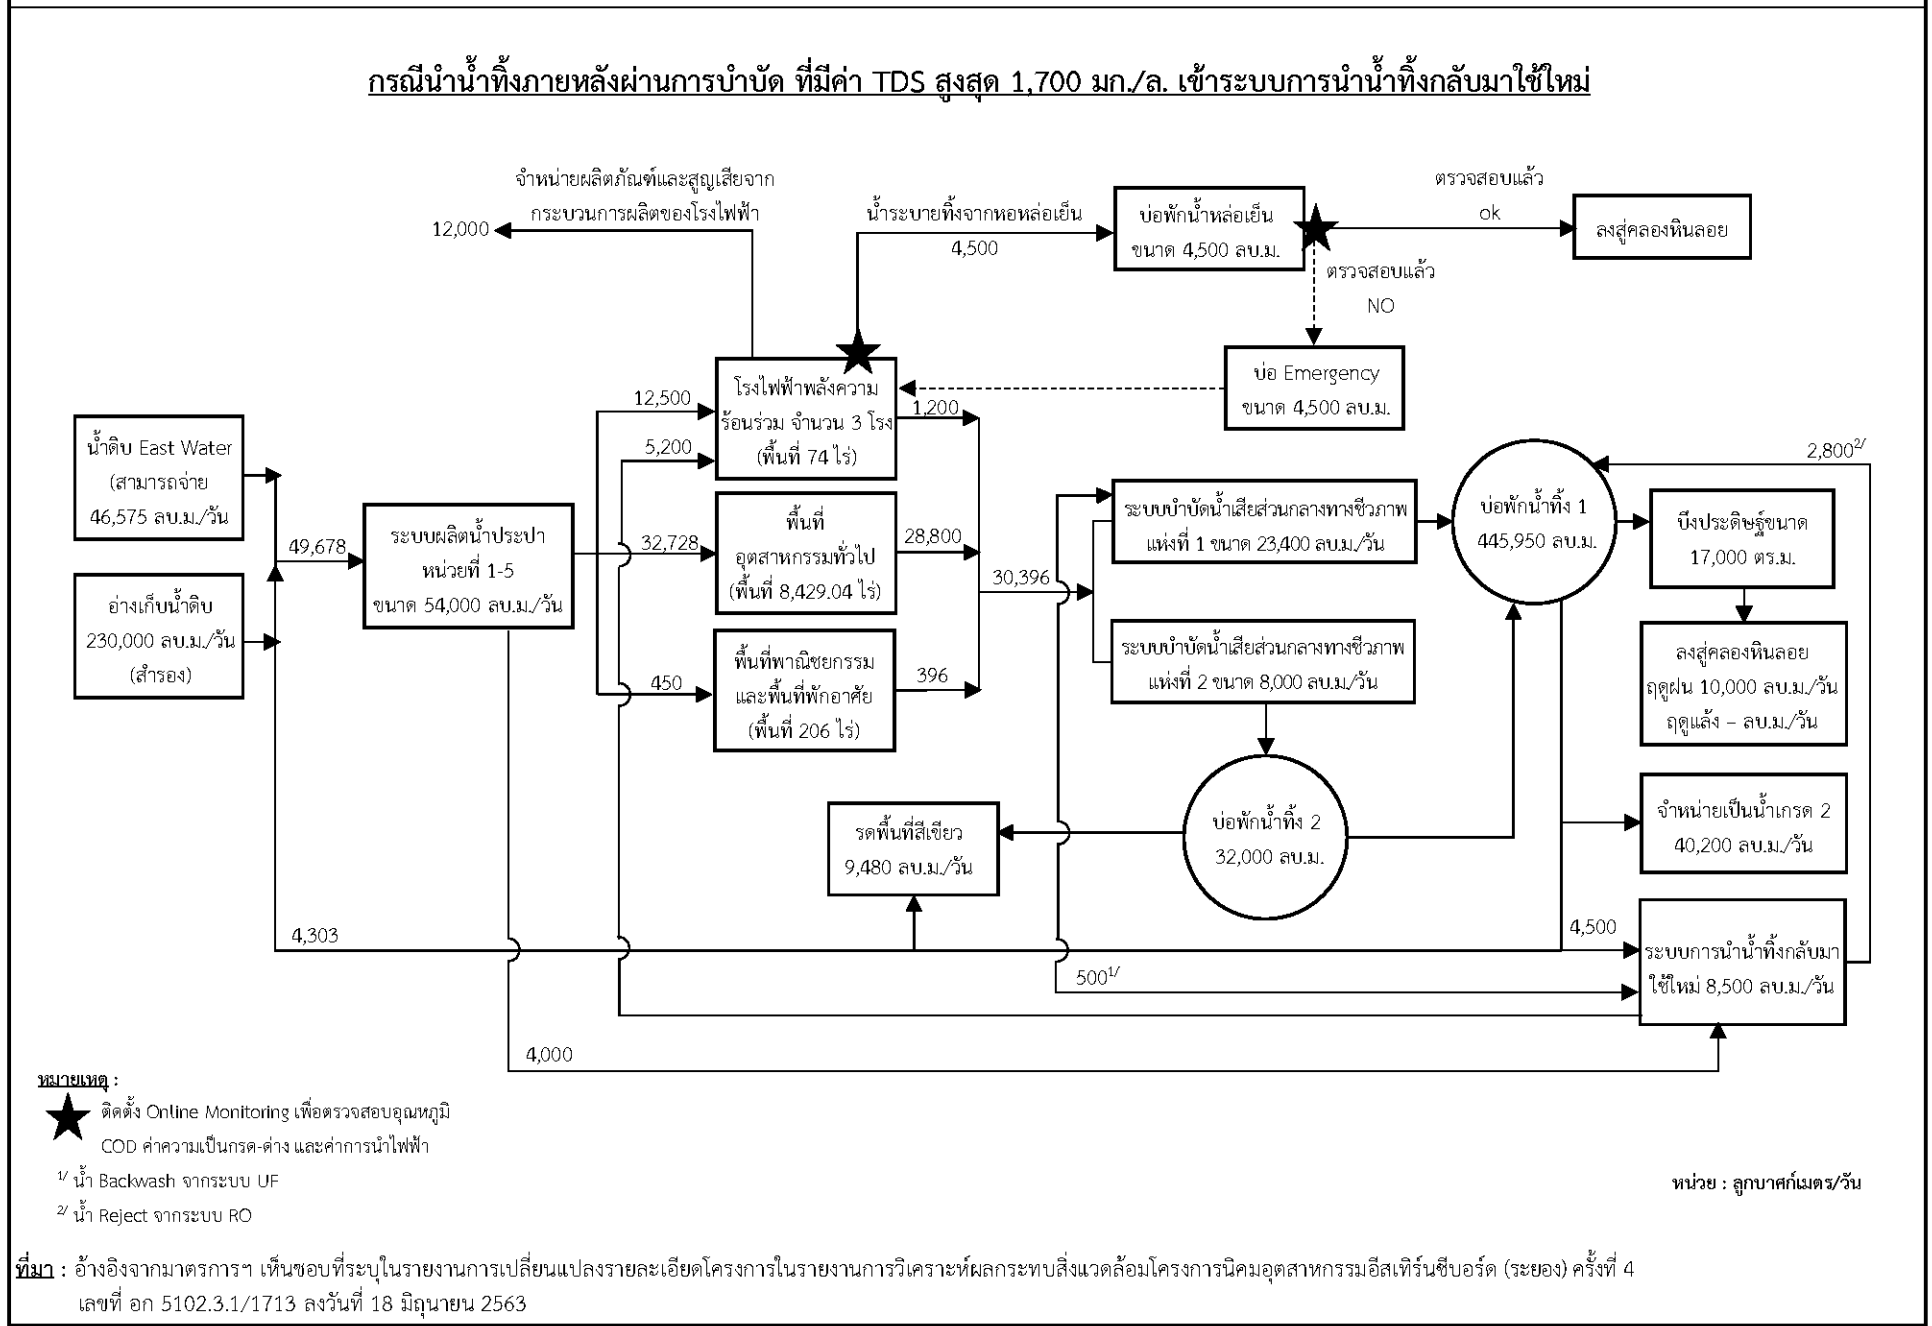 กรณีนำน้ำทิ้งภายหลังผ่านการบำบัด ที่มีค่า TDS สูงสุด 1,700 มก./ล. เข้าระบบการนำน้ำทิ้งกลับมาใช้ใหม่
จำหน่ายผลิตภัณฑ์และสูญเสียจาก
กระบวนการผลิตของโรงไฟฟ้า
12,000
น้ำระบายทิ้งจากหอหล่อเย็น
4,500
บ่อพักน้ำหล่อเย็น
ขนาด 4,500 ลบ.ม.
ตรวจสอบแล้ว
ok
ลงสู่คลองหินลอย
ตรวจสอบแล้ว
NO
บ่อ Emergency
ขนาด 4,500 ลบ.ม.
น้ำดิบ East Water
(สามารถจ่าย
46,575 ลบ.ม./วัน
อ่างเก็บน้ำดิบ
230,000 ลบ.ม./วัน
(สำรอง)
49,678
ระบบผลิตน้ำประปา
หน่วยที่ 1-5
ขนาด 54,000 ลบ.ม./วัน
12,500
5,200
32,728
450
โรงไฟฟ้าพลังความ
ร้อนร่วม จำนวน 3 โรง
(พื้นที่ 74 ไร่)
พื้นที่
อุตสาหกรรมทั่วไป
(พื้นที่ 8,429.04 ไร่)
พื้นที่พาณิชยกรรม
และพื้นที่พักอาศัย
(พื้นที่ 206 ไร่)
1,200
28,800
396
30,396
ระบบบำบัดน้ำเสียส่วนกลางทางชีวภาพ
แห่งที่ 1 ขนาด 23,400 ลบ.ม./วัน
ระบบบำบัดน้ำเสียส่วนกลางทางชีวภาพ
แห่งที่ 2 ขนาด 8,000 ลบ.ม./วัน
บ่อพักน้ำทิ้ง 1
445,950 ลบ.ม.
2,800²/
บึงประดิษฐ์ขนาด
17,000 ตร.ม.
ลงสู่คลองหินลอย
ฤดูฝน 10,000 ลบ.ม./วัน
ฤดูแล้ง – ลบ.ม./วัน
บ่อพักน้ำทิ้ง 2
32,000 ลบ.ม.
รดพื้นที่สีเขียว
9,480 ลบ.ม./วัน
จำหน่ายเป็นน้ำเกรด 2
40,200 ลบ.ม./วัน
4,303
4,500
ระบบการนำน้ำทิ้งกลับมา
ใช้ใหม่ 8,500 ลบ.ม./วัน
500¹/
4,000
หมายเหตุ :
ติดตั้ง Online Monitoring เพื่อตรวจสอบอุณหภูมิ
COD ค่าความเป็นกรด-ด่าง และค่าการนำไฟฟ้า
¹/ น้ำ Backwash จากระบบ UF
²/ น้ำ Reject จากระบบ RO
หน่วย : ลูกบาศก์เมตร/วัน
ที่มา : อ้างอิงจากมาตรการฯ เห็นชอบที่ระบุในรายงานการเปลี่ยนแปลงรายละเอียดโครงการในรายงานการวิเคราะห์ผลกระทบสิ่งแวดล้อมโครงการนิคมอุตสาหกรรมอีสเทิร์นซีบอร์ด (ระยอง) ครั้งที่ 4
เลขที่ อก 5102.3.1/1713 ลงวันที่ 18 มิถุนายน 2563